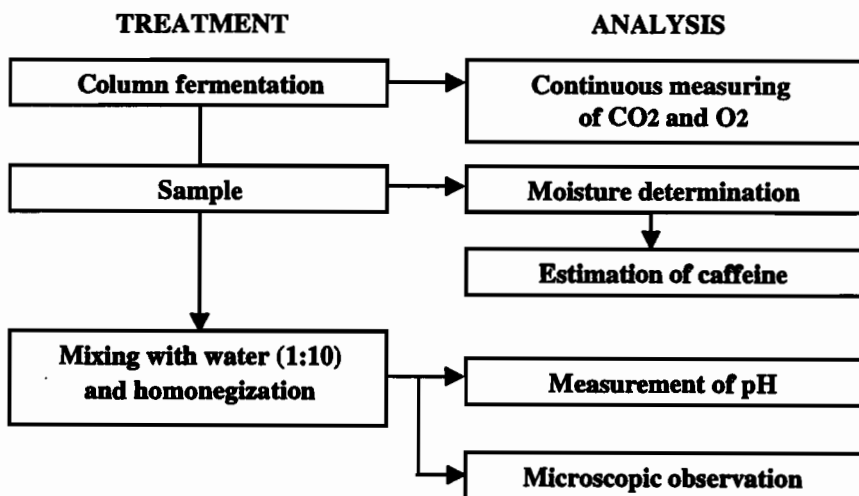 TREATMENT
ANALYSIS
Column fermentation
Continuous measuring
of CO2 and O2
Sample
Moisture determination
Estimation of caffeine
Mixing with water (1:10)
and homonegization
Measurement of pH
Microscopic observation